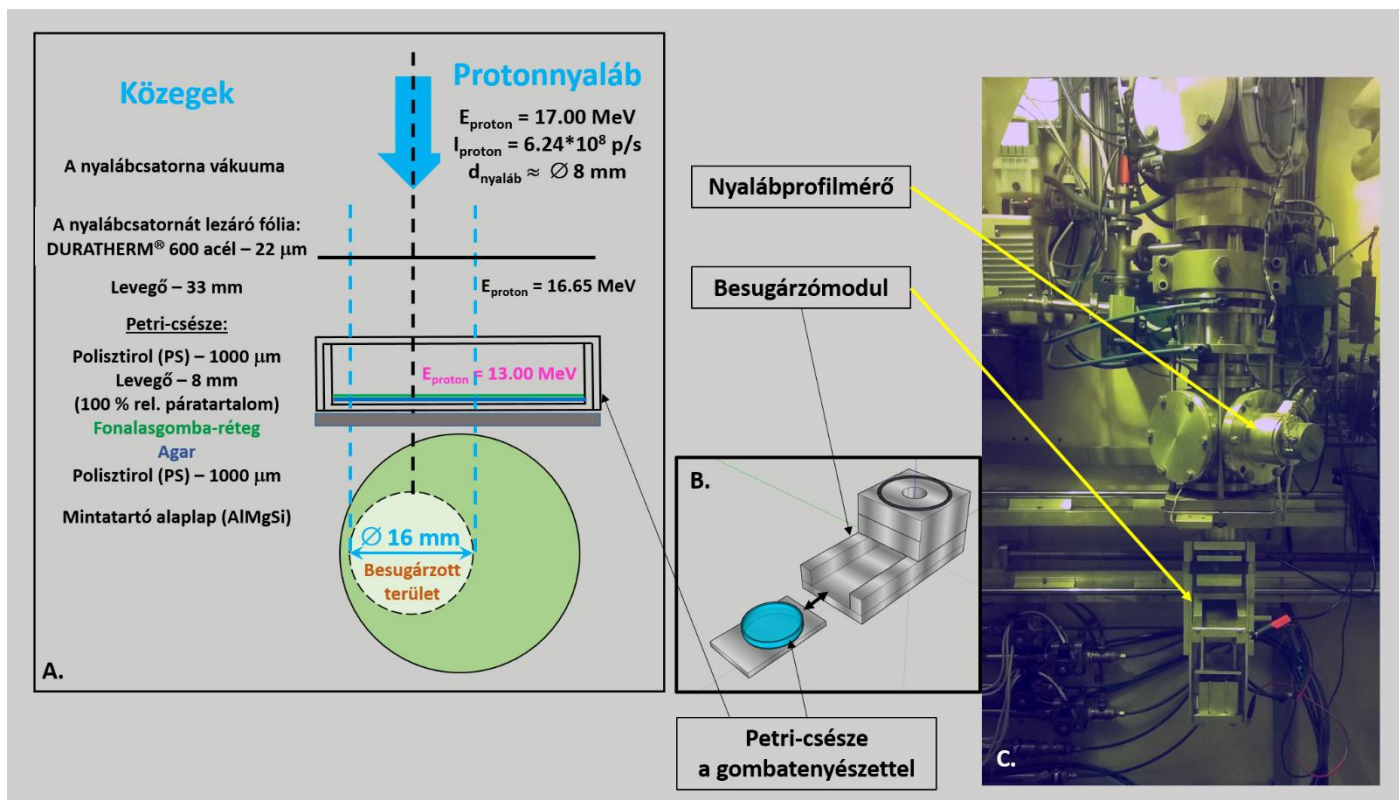 Közegek
A nyalábcsatorna vákuuma
A nyalábcsatornát lezáró fólia:
DURATHERM® 600 acél – 22 μm
Levegő – 33 mm
Petri-csésze:
Polisztirol (PS) – 1000 μm
Levegő – 8 mm
(100 % rel. páratartalom)
Fonalasgomba-réteg
Agar
Polisztirol (PS) – 1000 μm
Mintatartó alaplap (AlMgSi)
Protonnyaláb
Eproton = 17.00 MeV
Iproton = 6.24*10⁸ p/s
dnyaláb ≈ ∅ 8 mm
Eproton = 16.65 MeV
Eproton = 13.00 MeV
∅ 16 mm
Besugárzott
terület
A.
Nyalábprofilmérő
Besugárzómodul
B.
Petri-csésze
a gombatenyészettel
C.